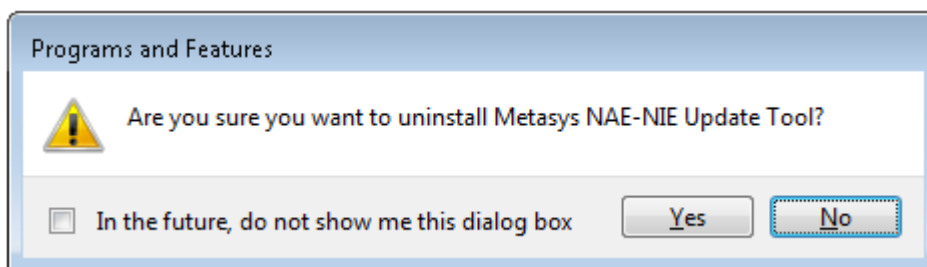 Programs and Features
Are you sure you want to uninstall Metasys NAE-NIE Update Tool?
In the future, do not show me this dialog box
Yes
No